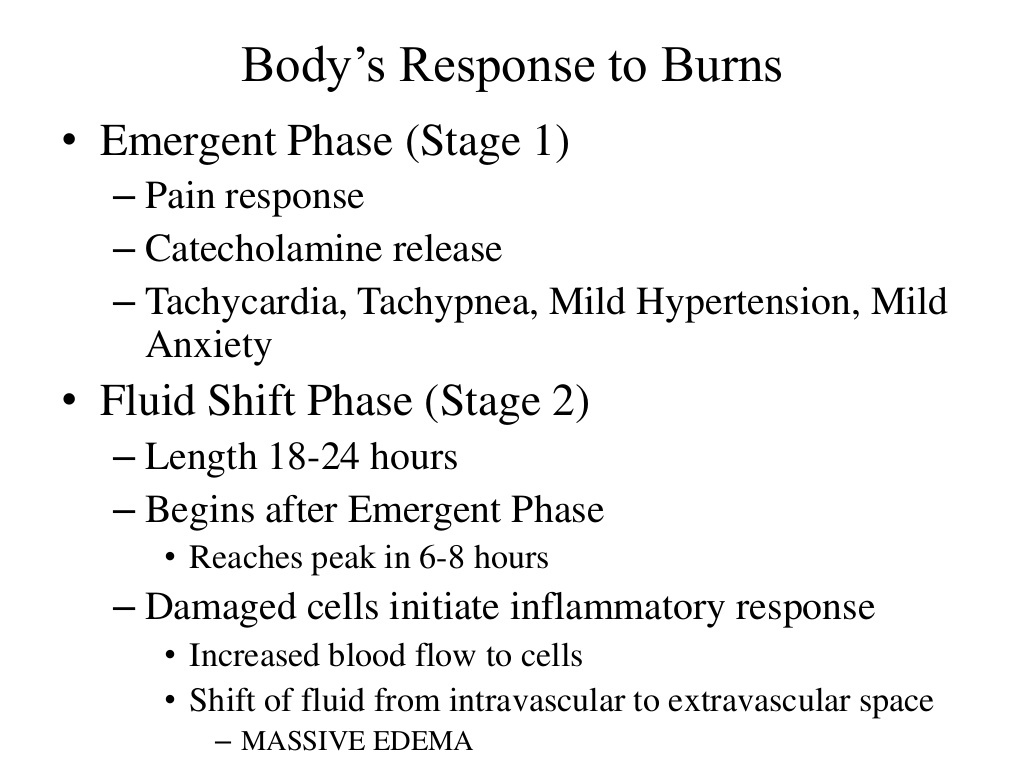 Body’s Response to Burns
• Emergent Phase (Stage 1)
– Pain response
– Catecholamine release
– Tachycardia, Tachypnea, Mild Hypertension, Mild
Anxiety
• Fluid Shift Phase (Stage 2)
– Length 18-24 hours
– Begins after Emergent Phase
• Reaches peak in 6-8 hours
– Damaged cells initiate inflammatory response
• Increased blood flow to cells
• Shift of fluid from intravascular to extravascular space
– MASSIVE EDEMA